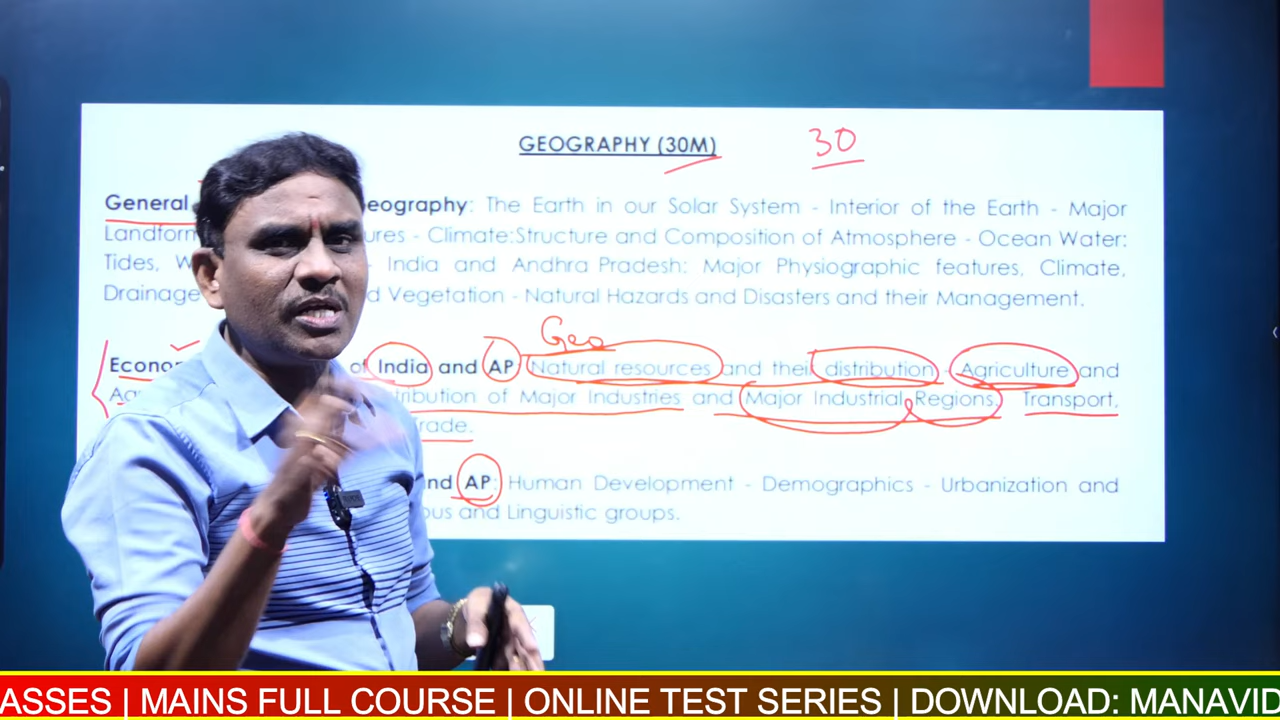 GEOGRAPHY (30M) 30
General eography: The Earth in our Solar System - Interior of the Earth - Major
Landform ures - Climate:Structure and Composition of Atmosphere - Ocean Water:
Tides, W India and Andhra Pradesh: Major Physiographic features, Climate,
Drainage d Vegetation - Natural Hazards and Disasters and their Management.
Geo
Econo of India and AP Natural resources and their distribution - Agriculture and
tribution of Major Industries and Major Industrial Regions. Transport,
rade.
nd AP: Human Development - Demographics - Urbanization and
ous and Linguistic groups.
ASSES | MAINS FULL COURSE | ONLINE TEST SERIES | DOWNLOAD: MANAVID